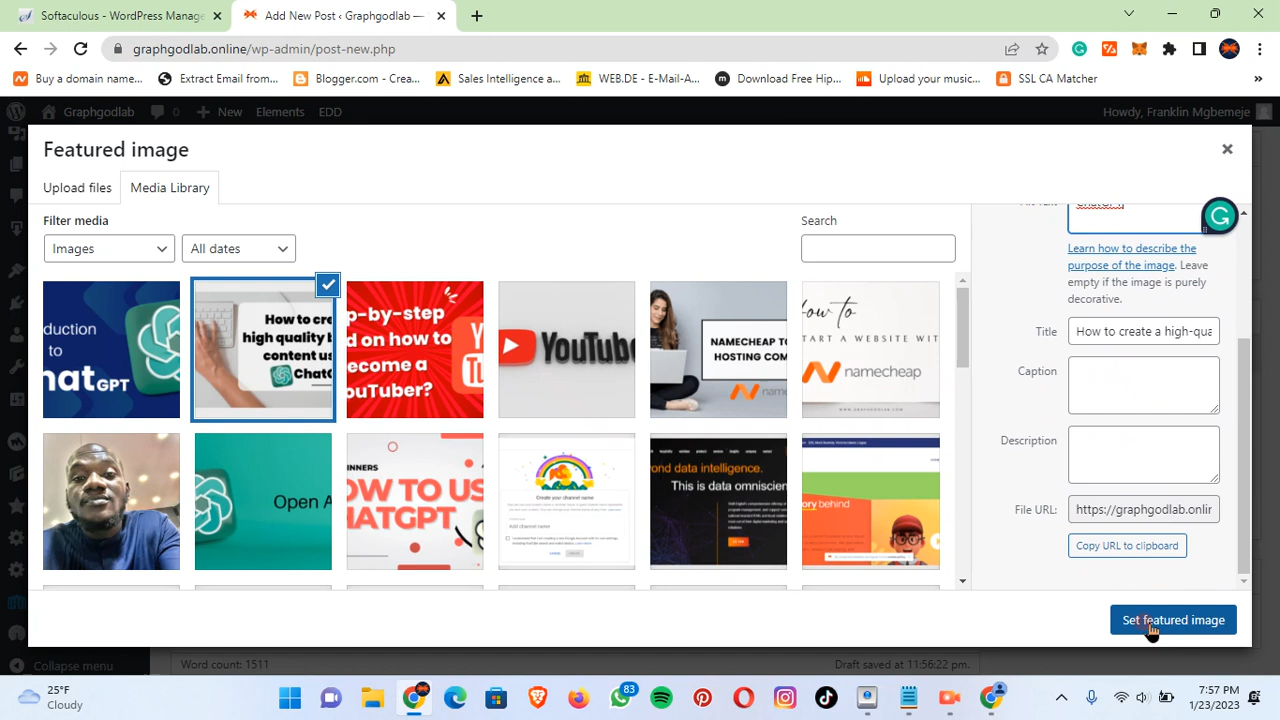 Softaculous - WordPress Manage
Add New Post ‹ Graphgodlab —
graphgodlab.online/wp-admin/post-new.php
Buy a domain name...
Extract Email from...
Blogger.com - Crea...
Sales Intelligence a...
WEB.DE - E-Mail-A...
Download Free Hip...
Upload your music...
SSL CA Matcher
»
Graphgodlab
New
Elements
EDD
Howdy, Franklin Mgbemeje
Featured image
Upload files
Media Library
Filter media
Search
Images
All dates
Learn how to describe the
purpose of the image. Leave
empty if the image is purely
decorative.
Title
How to create a high-qua
Caption
Description
File URL:
https://graphgodlab.onlin
Copy URL to clipboard
duction
to
hatGPT
How to cre
high quality b
content us
ChatG
p-by-step
d on how to
ecome a
uTuber?
YouTube
NAMECHEAP TO
HOSTING COM
how to
TART A WEBSITE WIT
namecheap
Open A
NNERS
OW TO US
HATGPT
Create your channel name
Add channel name
ond data intelligence.
This is data omniscien
ory behind
Set featured image
Collapse menu
Word count: 1511
Draft saved at 11:56:22 pm.
25°F
Cloudy
83
7:57 PM
1/23/2023